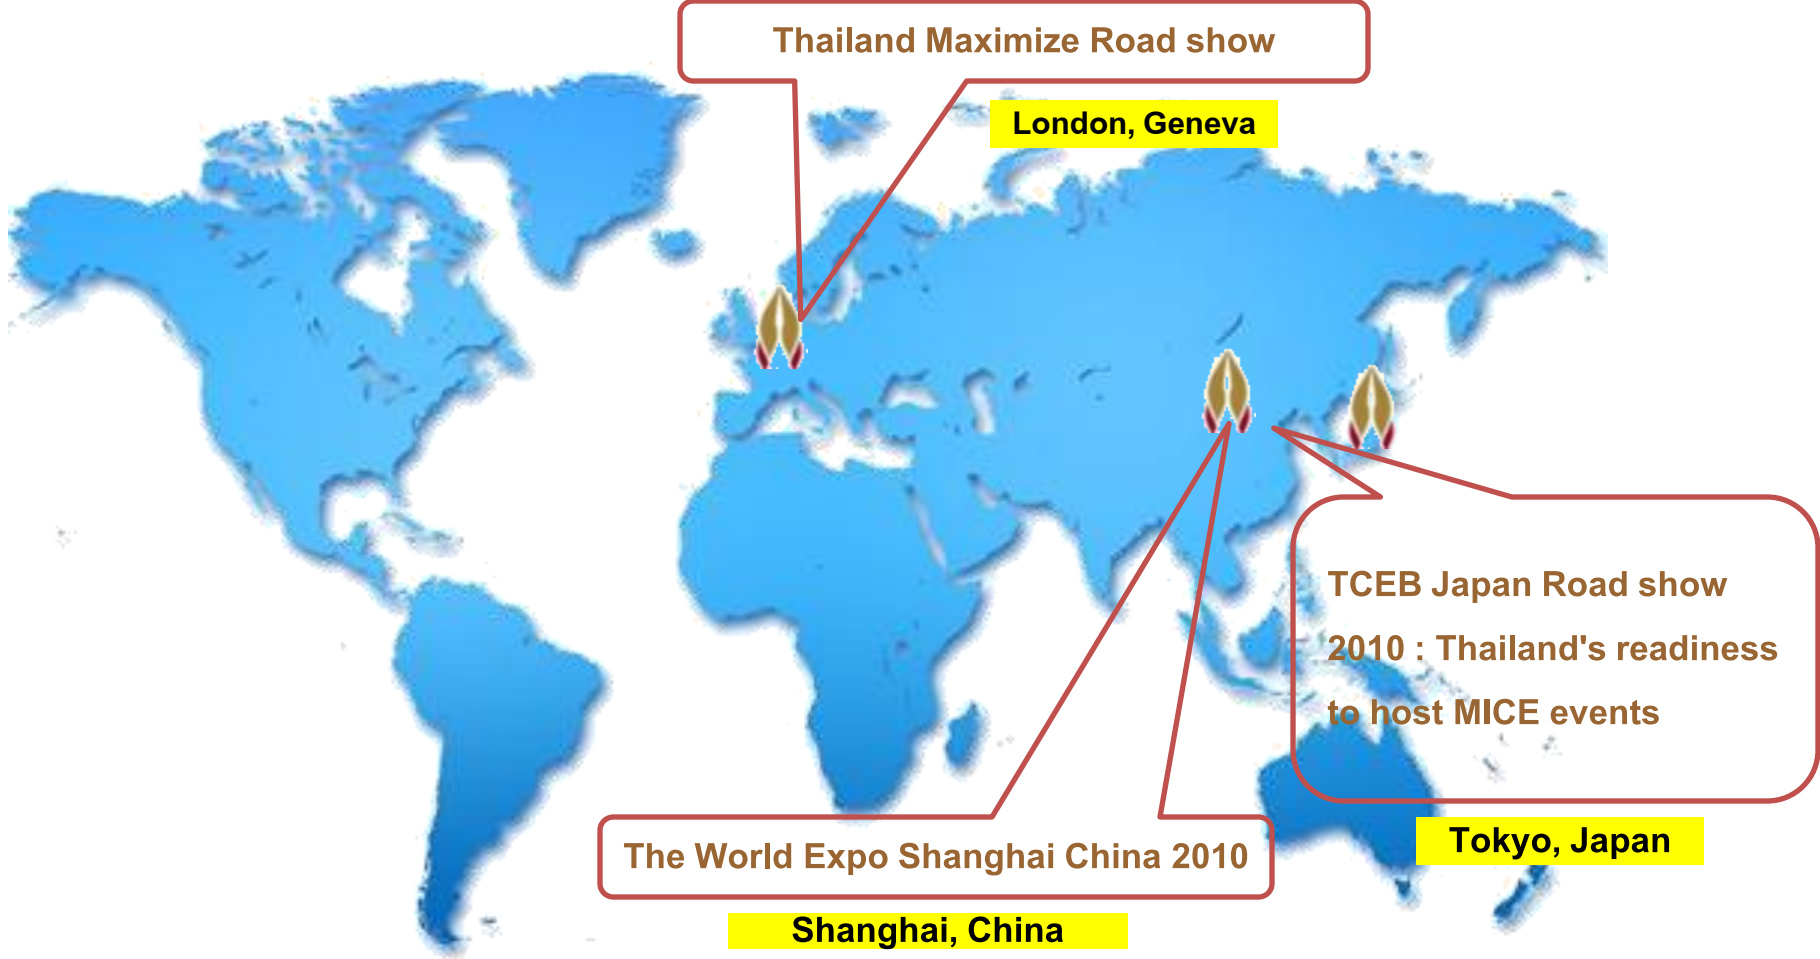 Thailand Maximize Road show
London, Geneva
TCEB Japan Road show
2010 : Thailand's readiness
to host MICE events
Tokyo, Japan
The World Expo Shanghai China 2010
Shanghai, China